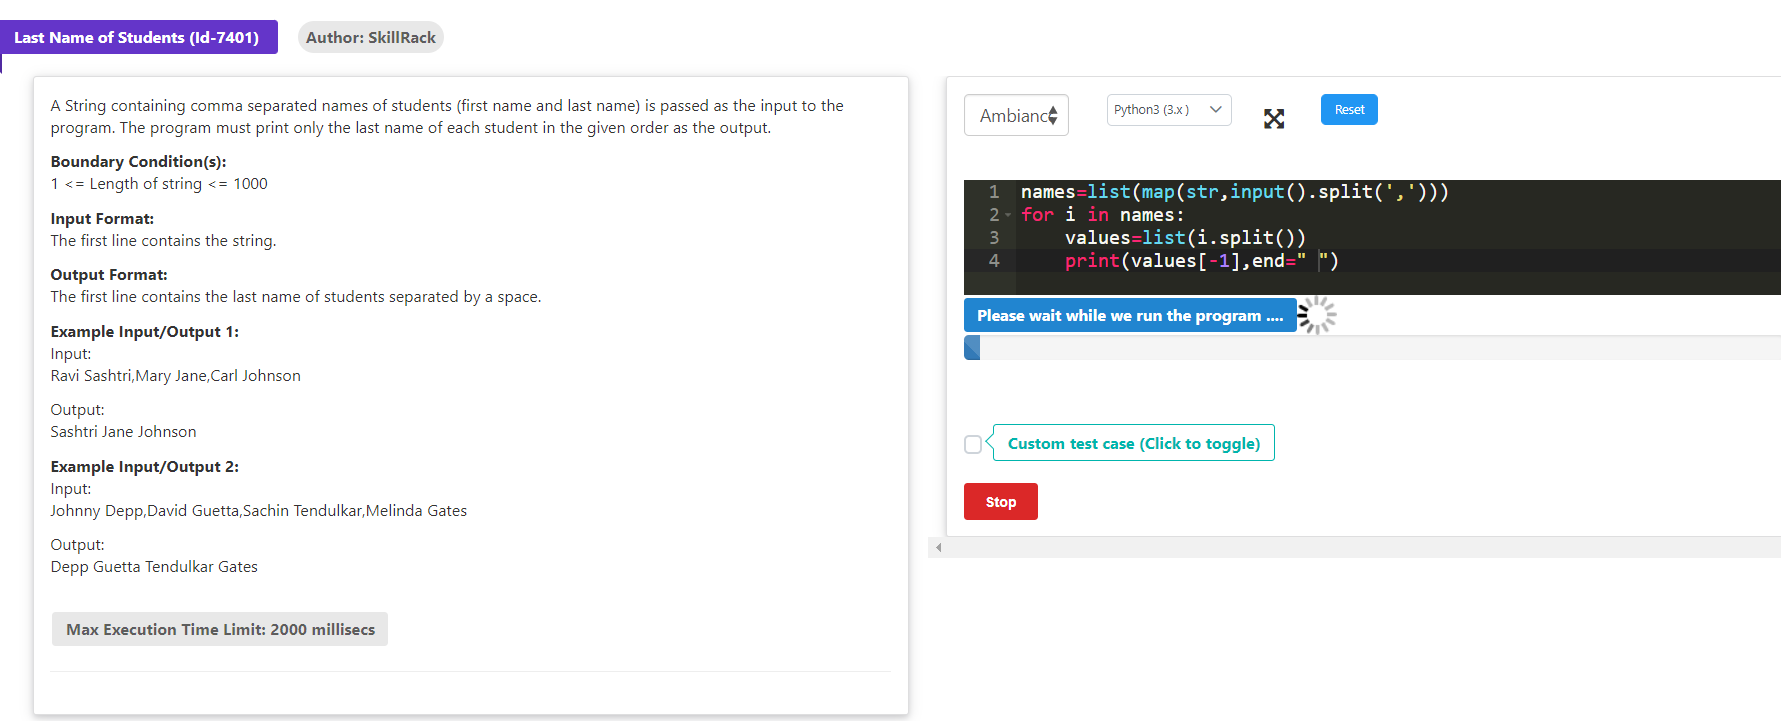 Last Name of Students (Id-7401)
Author: SkillRack
A String containing comma separated names of students (first name and last name) is passed as the input to the
program. The program must print only the last name of each student in the given order as the output.
Boundary Condition(s):
1 <= Length of string <= 1000
Input Format:
The first line contains the string.
Output Format:
The first line contains the last name of students separated by a space.
Example Input/Output 1:
Input:
Ravi Sashtri,Mary Jane,Carl Johnson
Output:
Sashtri Jane Johnson
Example Input/Output 2:
Input:
Johnny Depp,David Guetta,Sachin Tendulkar,Melinda Gates
Output:
Depp Guetta Tendulkar Gates
Max Execution Time Limit: 2000 millisecs
Ambianc
Python3 (3.x)
Reset
1 names=list(map(str,input().split(',')))
2 for i in names:
3     values=list(i.split())
4     print(values[-1],end=" ")
Please wait while we run the program ....
Custom test case (Click to toggle)
Stop